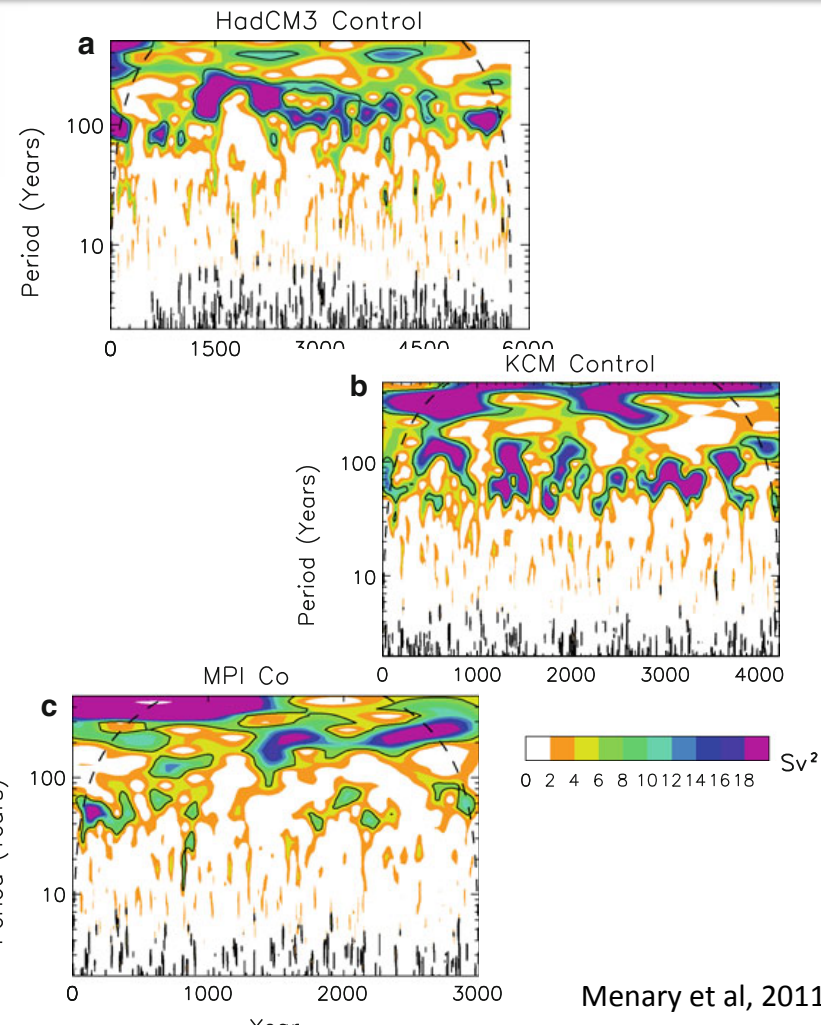 HadCM3 Control
a
Period (Years)
100
10
0 1500 3000 4500 6000
KCM Control
b
Period (Years)
100
10
0 1000 2000 3000 4000
MPI Co
c
100
10
0 1000 2000 3000
Year
0 2 4 6 8 10 12 14 16 18 Sv²
Menary et al, 2011